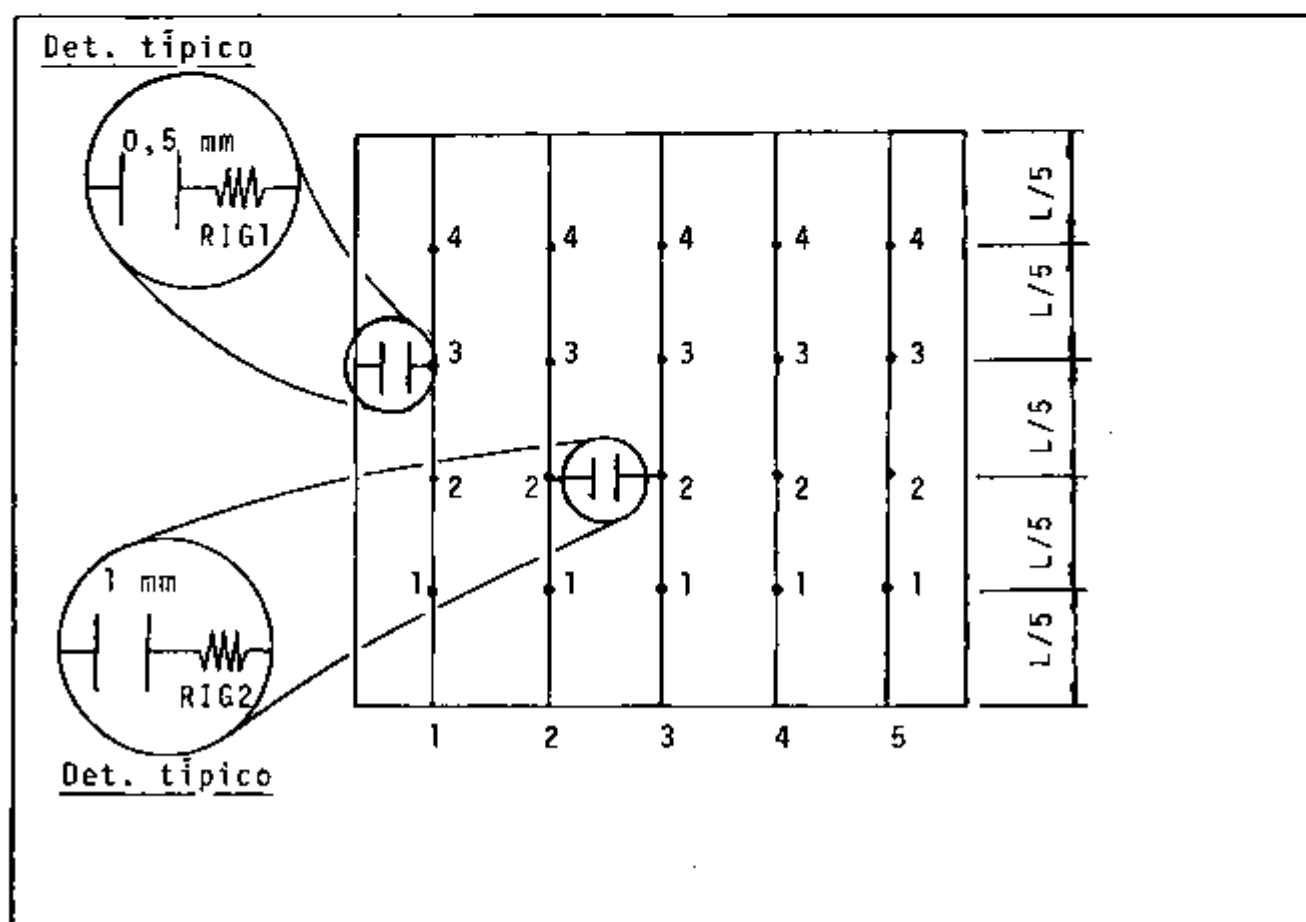 Det. típico
0,5 mm
RIG1
L/5
4 4 4 4 4
L/5
3 3 3 3 3
L/5
2 2 2 2 2
1 mm
L/5
1 1 1 1 1
RIG2
L/5
1 2 3 4 5
Det. típico